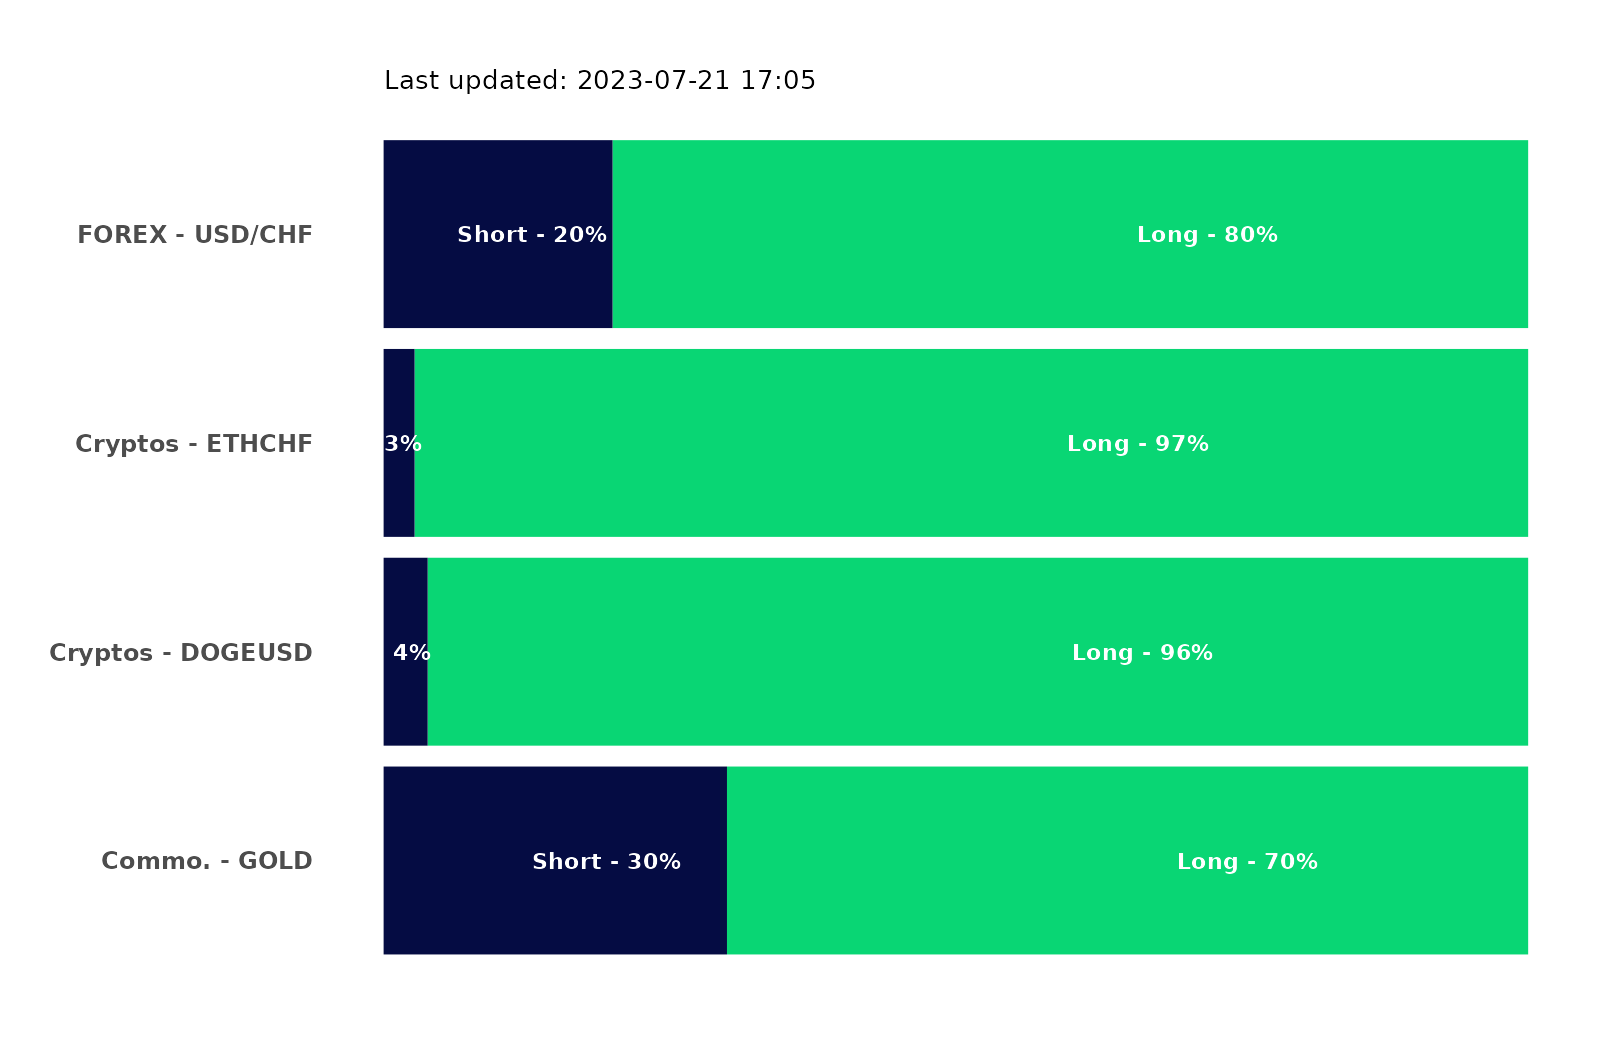 Last updated: 2023-07-21 17:05
FOREX - USD/CHF Short - 20% Long - 80%
Cryptos - ETHCHF 3% Long - 97%
Cryptos - DOGEUSD 4% Long - 96%
Commo. - GOLD Short - 30% Long - 70%